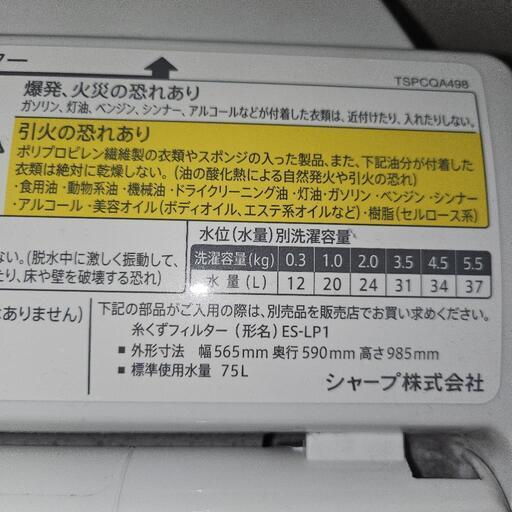 ター
TSPCQA498
爆発、火災の恐れあり
ガソリン、灯油、ベンジン、シンナー、アルコールなどが付着した衣類は、近付けたり、入れたりしない。
引火の恐れあり
ポリプロピレン繊維製の衣類やスポンジの入った製品、また、下記油分が付着した
衣類は絶対に乾燥しない。(油の酸化熱による自然発火や引火の恐れ)
・食用油・動物系油・機械油・ドライクリーニング油・灯油・ガソリン・ベンジン・シンナー
・アルコール・美容オイル(ボディオイル、エステ系オイルなど)・樹脂(セルロース系)
ない。(脱水中に激しく振動して、
たり、床や壁を破壊する恐れ)
水位(水量)別洗濯容量
洗濯容量(kg) 0.3 1.0 2.0 3.5 4.5 5.5
水 量(L) 12 20 24 31 34 37
はありません)
下記の部品がご入用の際は、別売品を販売店でお買い求めください。
糸くずフィルター(形名)ES-LP1
■ 外形寸法 幅565mm 奥行590mm 高さ985mm
■ 標準使用水量 75L
シャープ株式会社